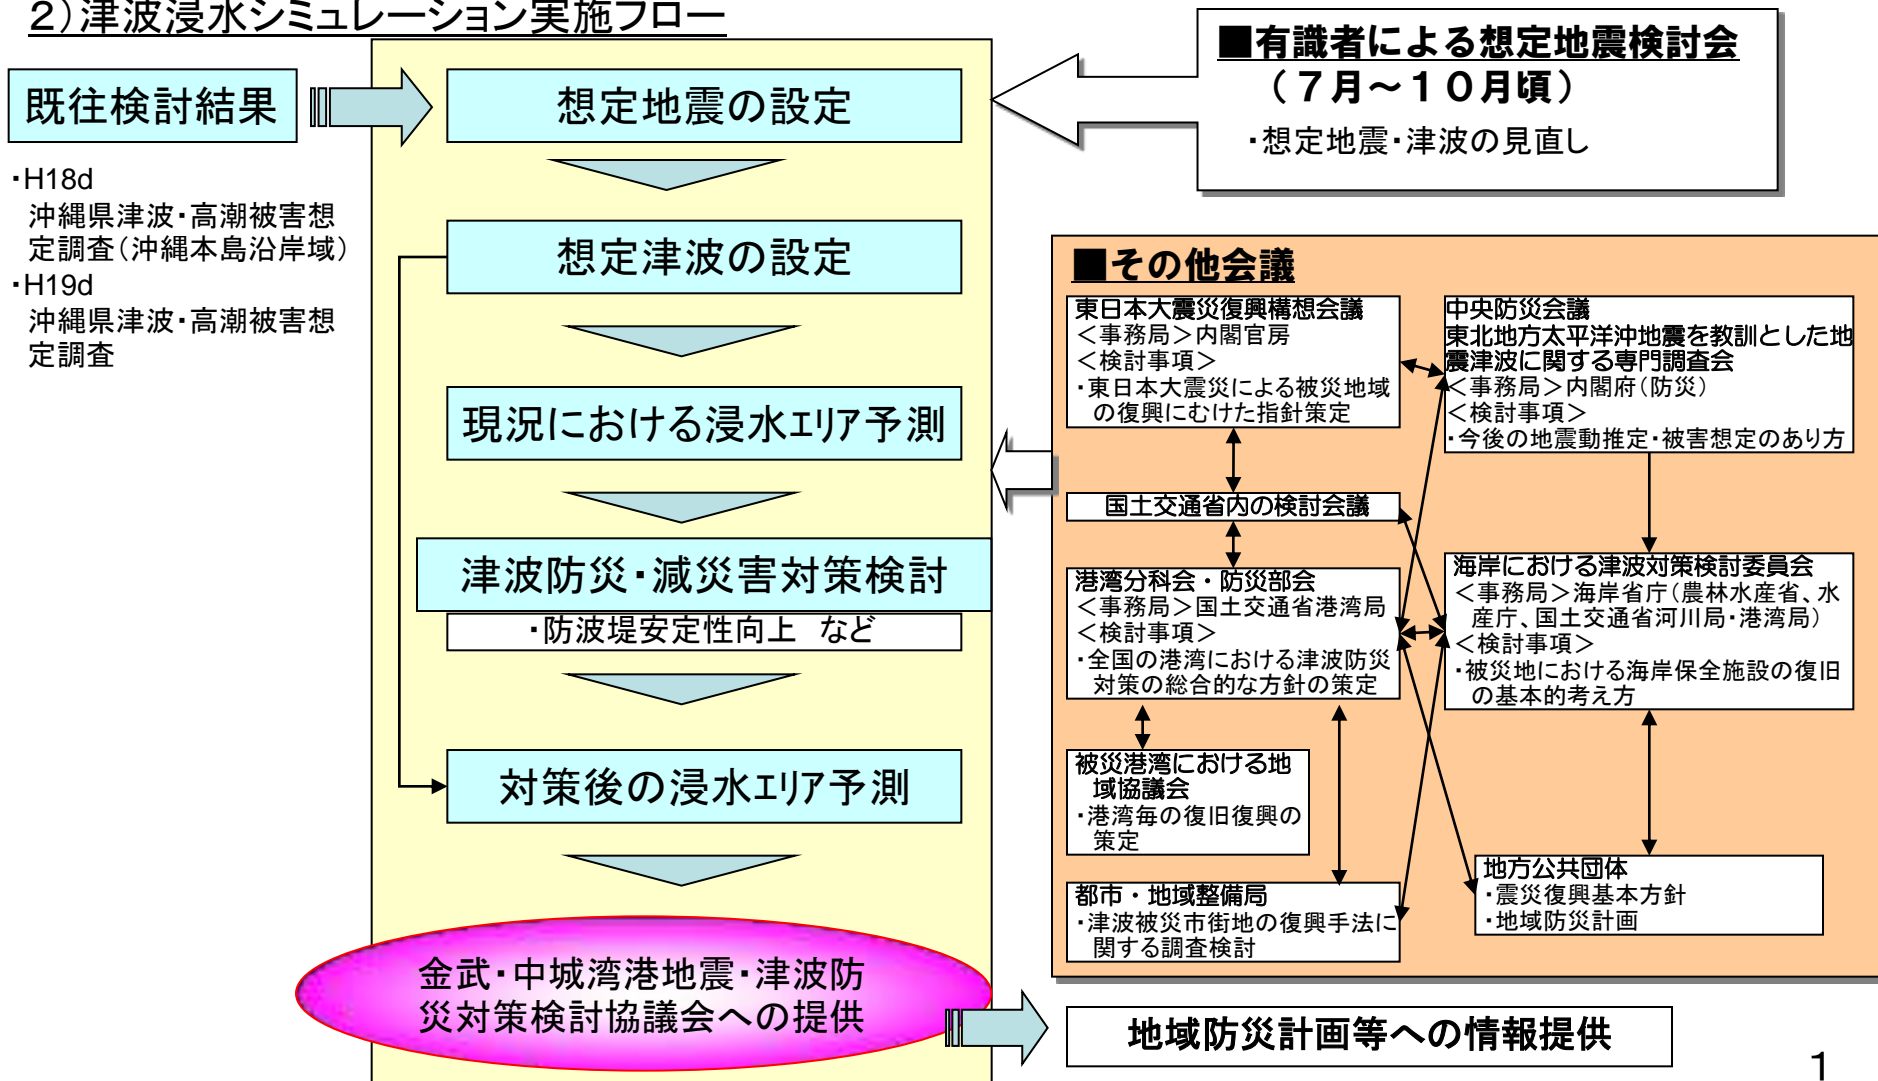 ２）津波浸水シミュレーション実施フロー
既往検討結果
・H18d
沖縄県津波・高潮被害想
定調査（沖縄本島沿岸域）
・H19d
沖縄県津波・高潮被害想
定調査
想定地震の設定
想定津波の設定
現況における浸水エリア予測
津波防災・減災害対策検討
・防波堤安定性向上　など
対策後の浸水エリア予測
金武・中城湾港地震・津波防
災対策検討協議会への提供
■有識者による想定地震検討会
（７月～１０月頃）
・想定地震・津波の見直し
■その他会議
東日本大震災復興構想会議
＜事務局＞内閣官房
＜検討事項＞
・東日本大震災による被災地域
の復興にむけた指針策定
国土交通省内の検討会議
港湾分科会・防災部会
＜事務局＞国土交通省港湾局
＜検討事項＞
・全国の港湾における津波防災
対策の総合的な方針の策定
被災港湾における地
域協議会
・港湾毎の復旧復興の
策定
都市・地域整備局
・津波被災市街地の復興手法に
関する調査検討
中央防災会議
東北地方太平洋沖地震を教訓とした地
震津波に関する専門調査会
＜事務局＞内閣府（防災）
＜検討事項＞
・今後の地震動推定・被害想定のあり方
海岸における津波対策検討委員会
＜事務局＞海岸省庁（農林水産省、水
産庁、国土交通省河川局・港湾局）
＜検討事項＞
・被災地における海岸保全施設の復旧
の基本的考え方
地方公共団体
・震災復興基本方針
・地域防災計画
地域防災計画等への情報提供
1